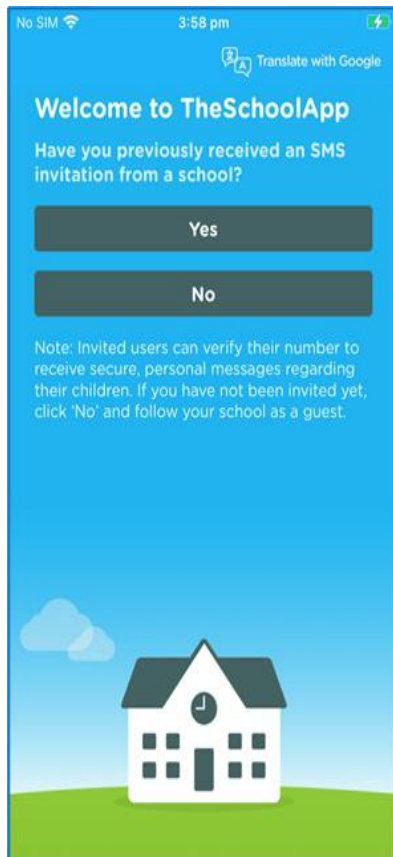 No SIM 3:58 pm
Translate with Google
Welcome to TheSchoolApp
Have you previously received an SMS
invitation from a school?
Yes
No
Note: Invited users can verify their number to
receive secure, personal messages regarding
their children. If you have not been invited yet,
click ‘No’ and follow your school as a guest.